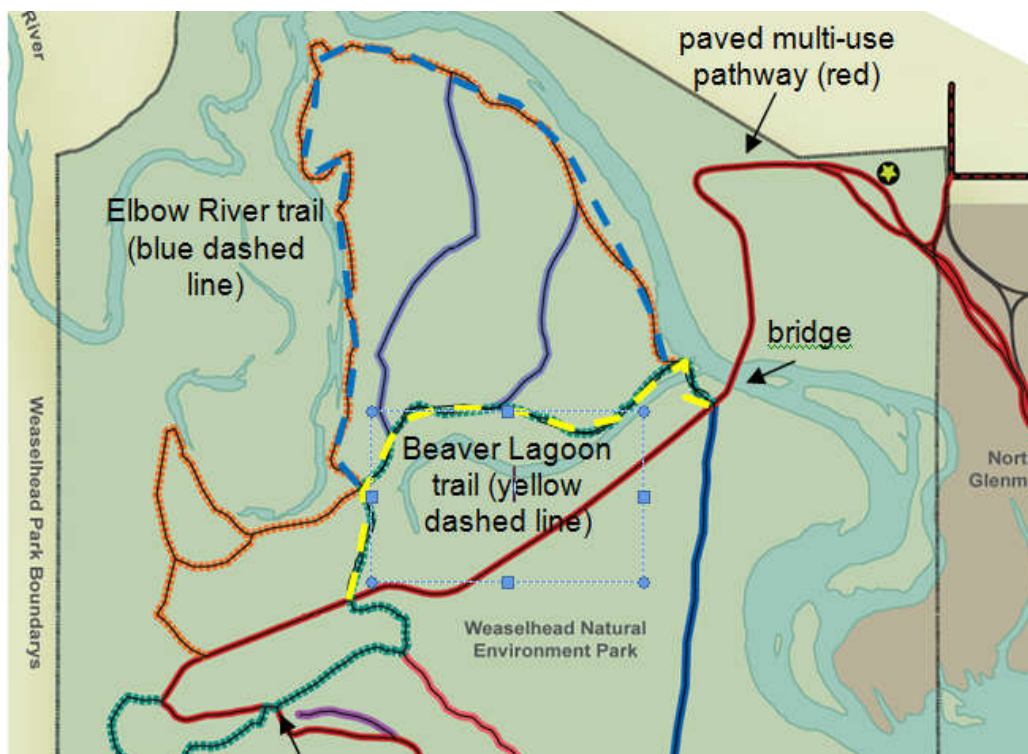 River
paved multi-use
pathway (red)
Elbow River trail
(blue dashed
line)
bridge
Weaselhead Park Boundarys
Beaver Lagoon
trail (yellow
dashed line)
Nort
Glenm
Weaselhead Natural
Environment Park